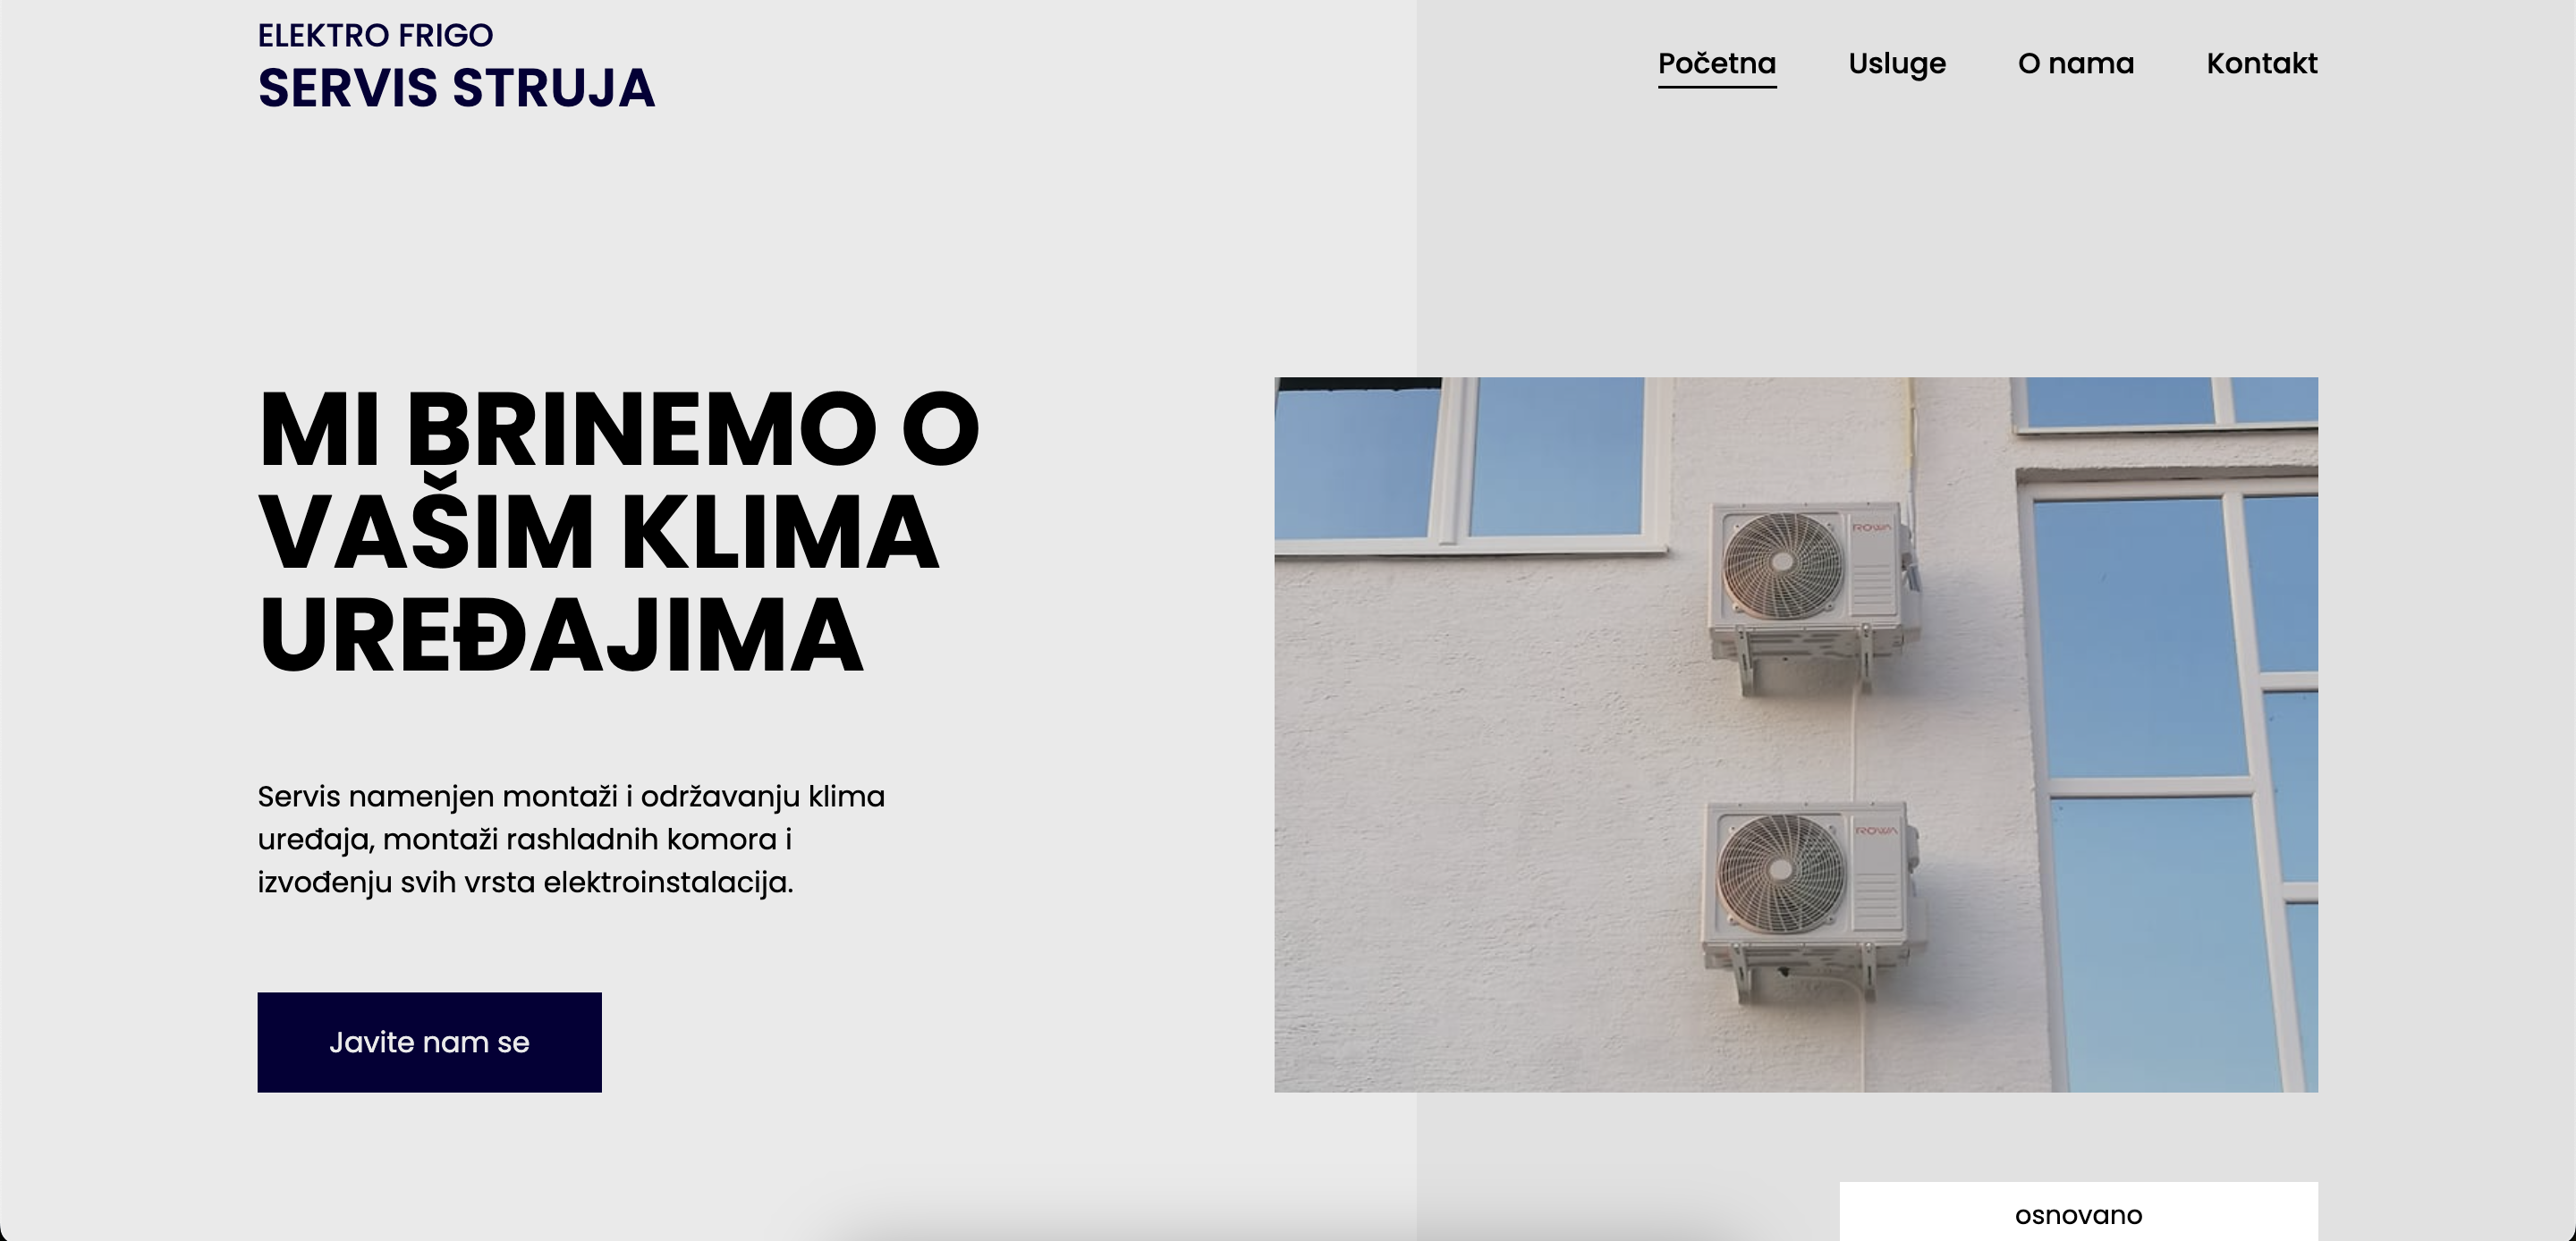 ELEKTRO FRIGO
SERVIS STRUJA
Početna Usluge O nama Kontakt
MI BRINEMO O
VAŠIM KLIMA
UREĐAJIMA
Servis namenjen montaži i održavanju klima
uređaja, montaži rashladnih komora i
izvođenju svih vrsta elektroinstalacija.
Javite nam se
ROWA
ROWA
osnovano